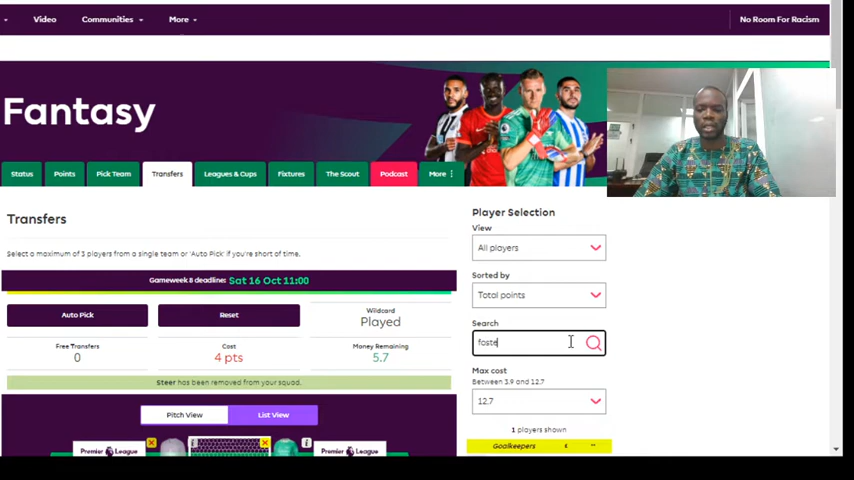 Video
Communities
More
No Room For Racism
Fantasy
Status
Points
Pick Team
Transfers
Leagues & Cups
Fixtures
The Scout
Podcast
More
Transfers
Select a maximum of 3 players from a single team or 'Auto Pick' if you're short of time.
Gameweek 8 deadline: Sat 16 Oct 11:00
Auto Pick
Reset
Wildcard
Played
Free Transfers
0
Cost
4 pts
Money Remaining
5.7
Steer has been removed from your squad.
Pitch View
List View
Premier League
Premier League
Player Selection
View
All players
Sorted by
Total points
Search
foste
Max cost
Between 3.9 and 12.7
12.7
1 players shown
Goalkeepers £ **